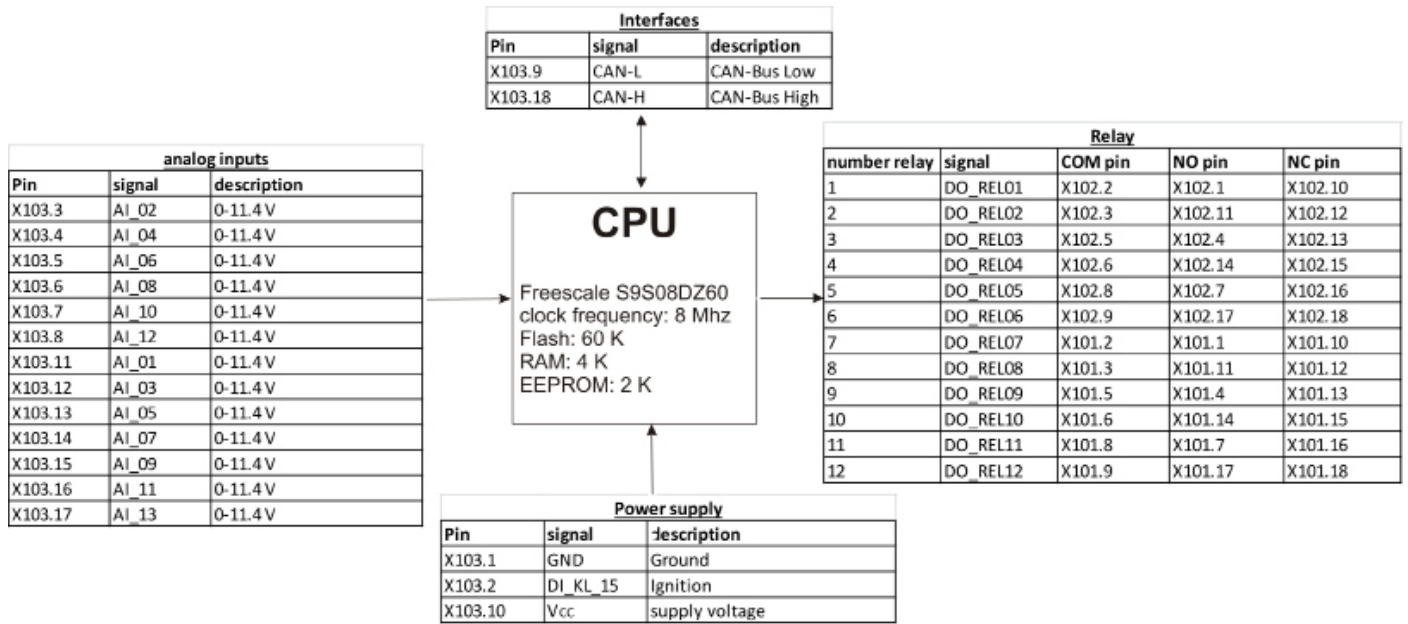 Interfaces
Pin signal description
X103.9 CAN-L CAN-Bus Low
X103.18 CAN-H CAN-Bus High
analog inputs
Pin signal description
X103.3 AI_02 0-11.4 V
X103.4 AI_04 0-11.4 V
X103.5 AI_06 0-11.4 V
X103.6 AI_08 0-11.4 V
X103.7 AI_10 0-11.4 V
X103.8 AI_12 0-11.4 V
X103.11 AI_01 0-11.4 V
X103.12 AI_03 0-11.4 V
X103.13 AI_05 0-11.4 V
X103.14 AI_07 0-11.4 V
X103.15 AI_09 0-11.4 V
X103.16 AI_11 0-11.4 V
X103.17 AI_13 0-11.4 V
CPU
Freescale S9S08DZ60
clock frequency: 8 Mhz
Flash: 60 K
RAM: 4 K
EEPROM: 2 K
Relay
number relay signal COM pin NO pin NC pin
1 DO_REL01 X102.2 X102.1 X102.10
2 DO_REL02 X102.3 X102.11 X102.12
3 DO_REL03 X102.5 X102.4 X102.13
4 DO_REL04 X102.6 X102.14 X102.15
5 DO_REL05 X102.8 X102.7 X102.16
6 DO_REL06 X102.9 X102.17 X102.18
7 DO_REL07 X101.2 X101.1 X101.10
8 DO_REL08 X101.3 X101.11 X101.12
9 DO_REL09 X101.5 X101.4 X101.13
10 DO_REL10 X101.6 X101.14 X101.15
11 DO_REL11 X101.8 X101.7 X101.16
12 DO_REL12 X101.9 X101.17 X101.18
Power supply
Pin signal description
X103.1 GND Ground
X103.2 DI_KL_15 Ignition
X103.10 Vcc supply voltage